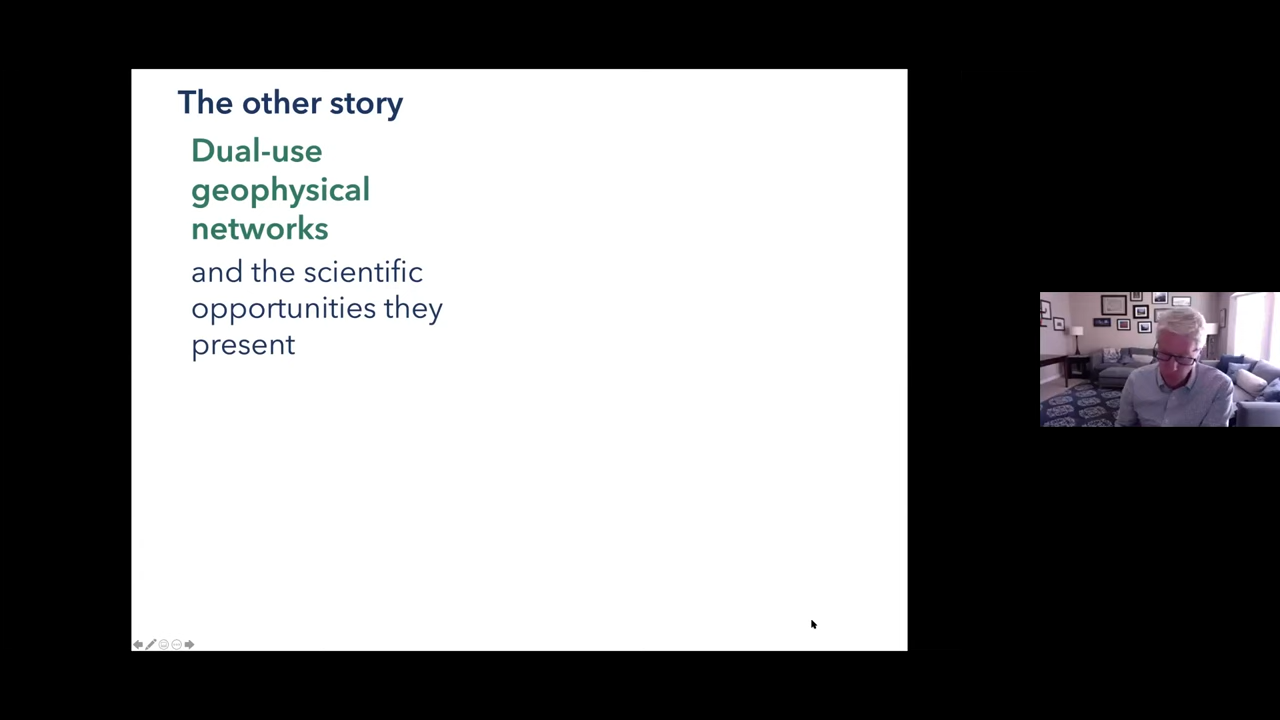 The other story
Dual-use
geophysical
networks
and the scientific
opportunities they
present